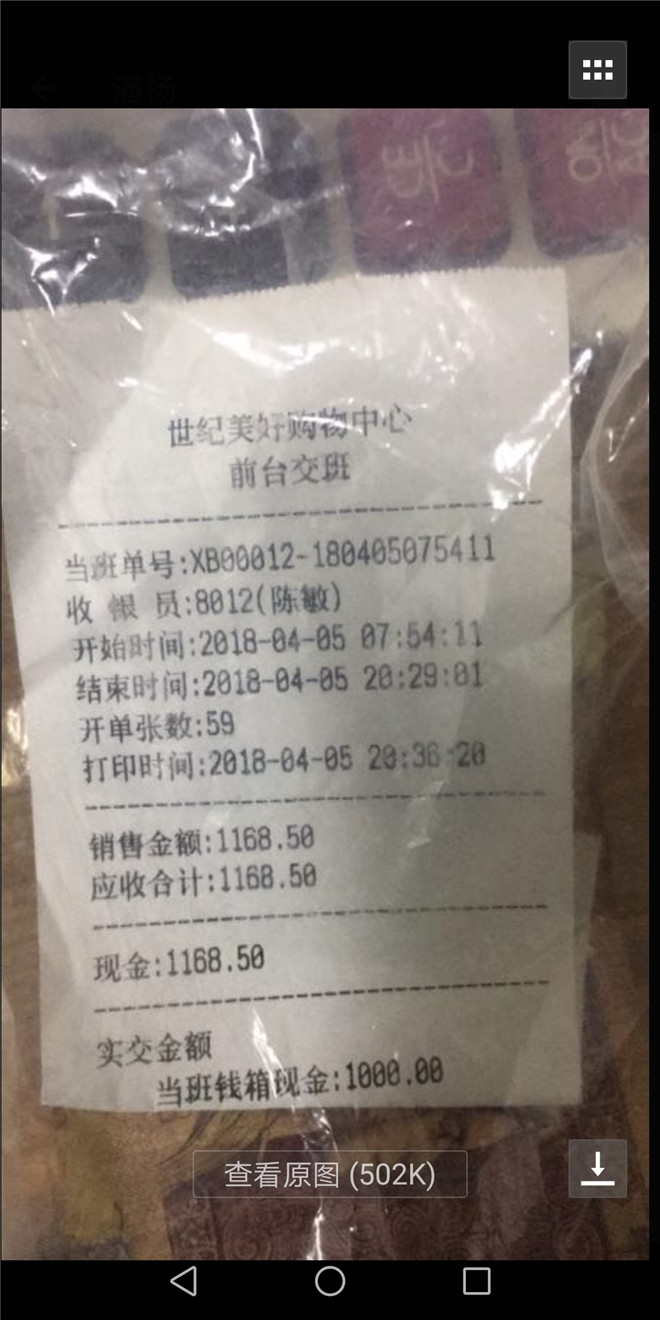 世纪美好购物中心
前台交班
当班单号:XB00012-180405075411
收 银 员:8012(陈敏)
开始时间:2018-04-05 07:54:11
结束时间:2018-04-05 20:29:01
开单张数:59
打印时间:2018-04-05 20:36:20
销售金额:1168.50
应收合计:1168.50
现金:1168.50
实交金额
当班钱箱现金:1000.00
查看原图 (502K)